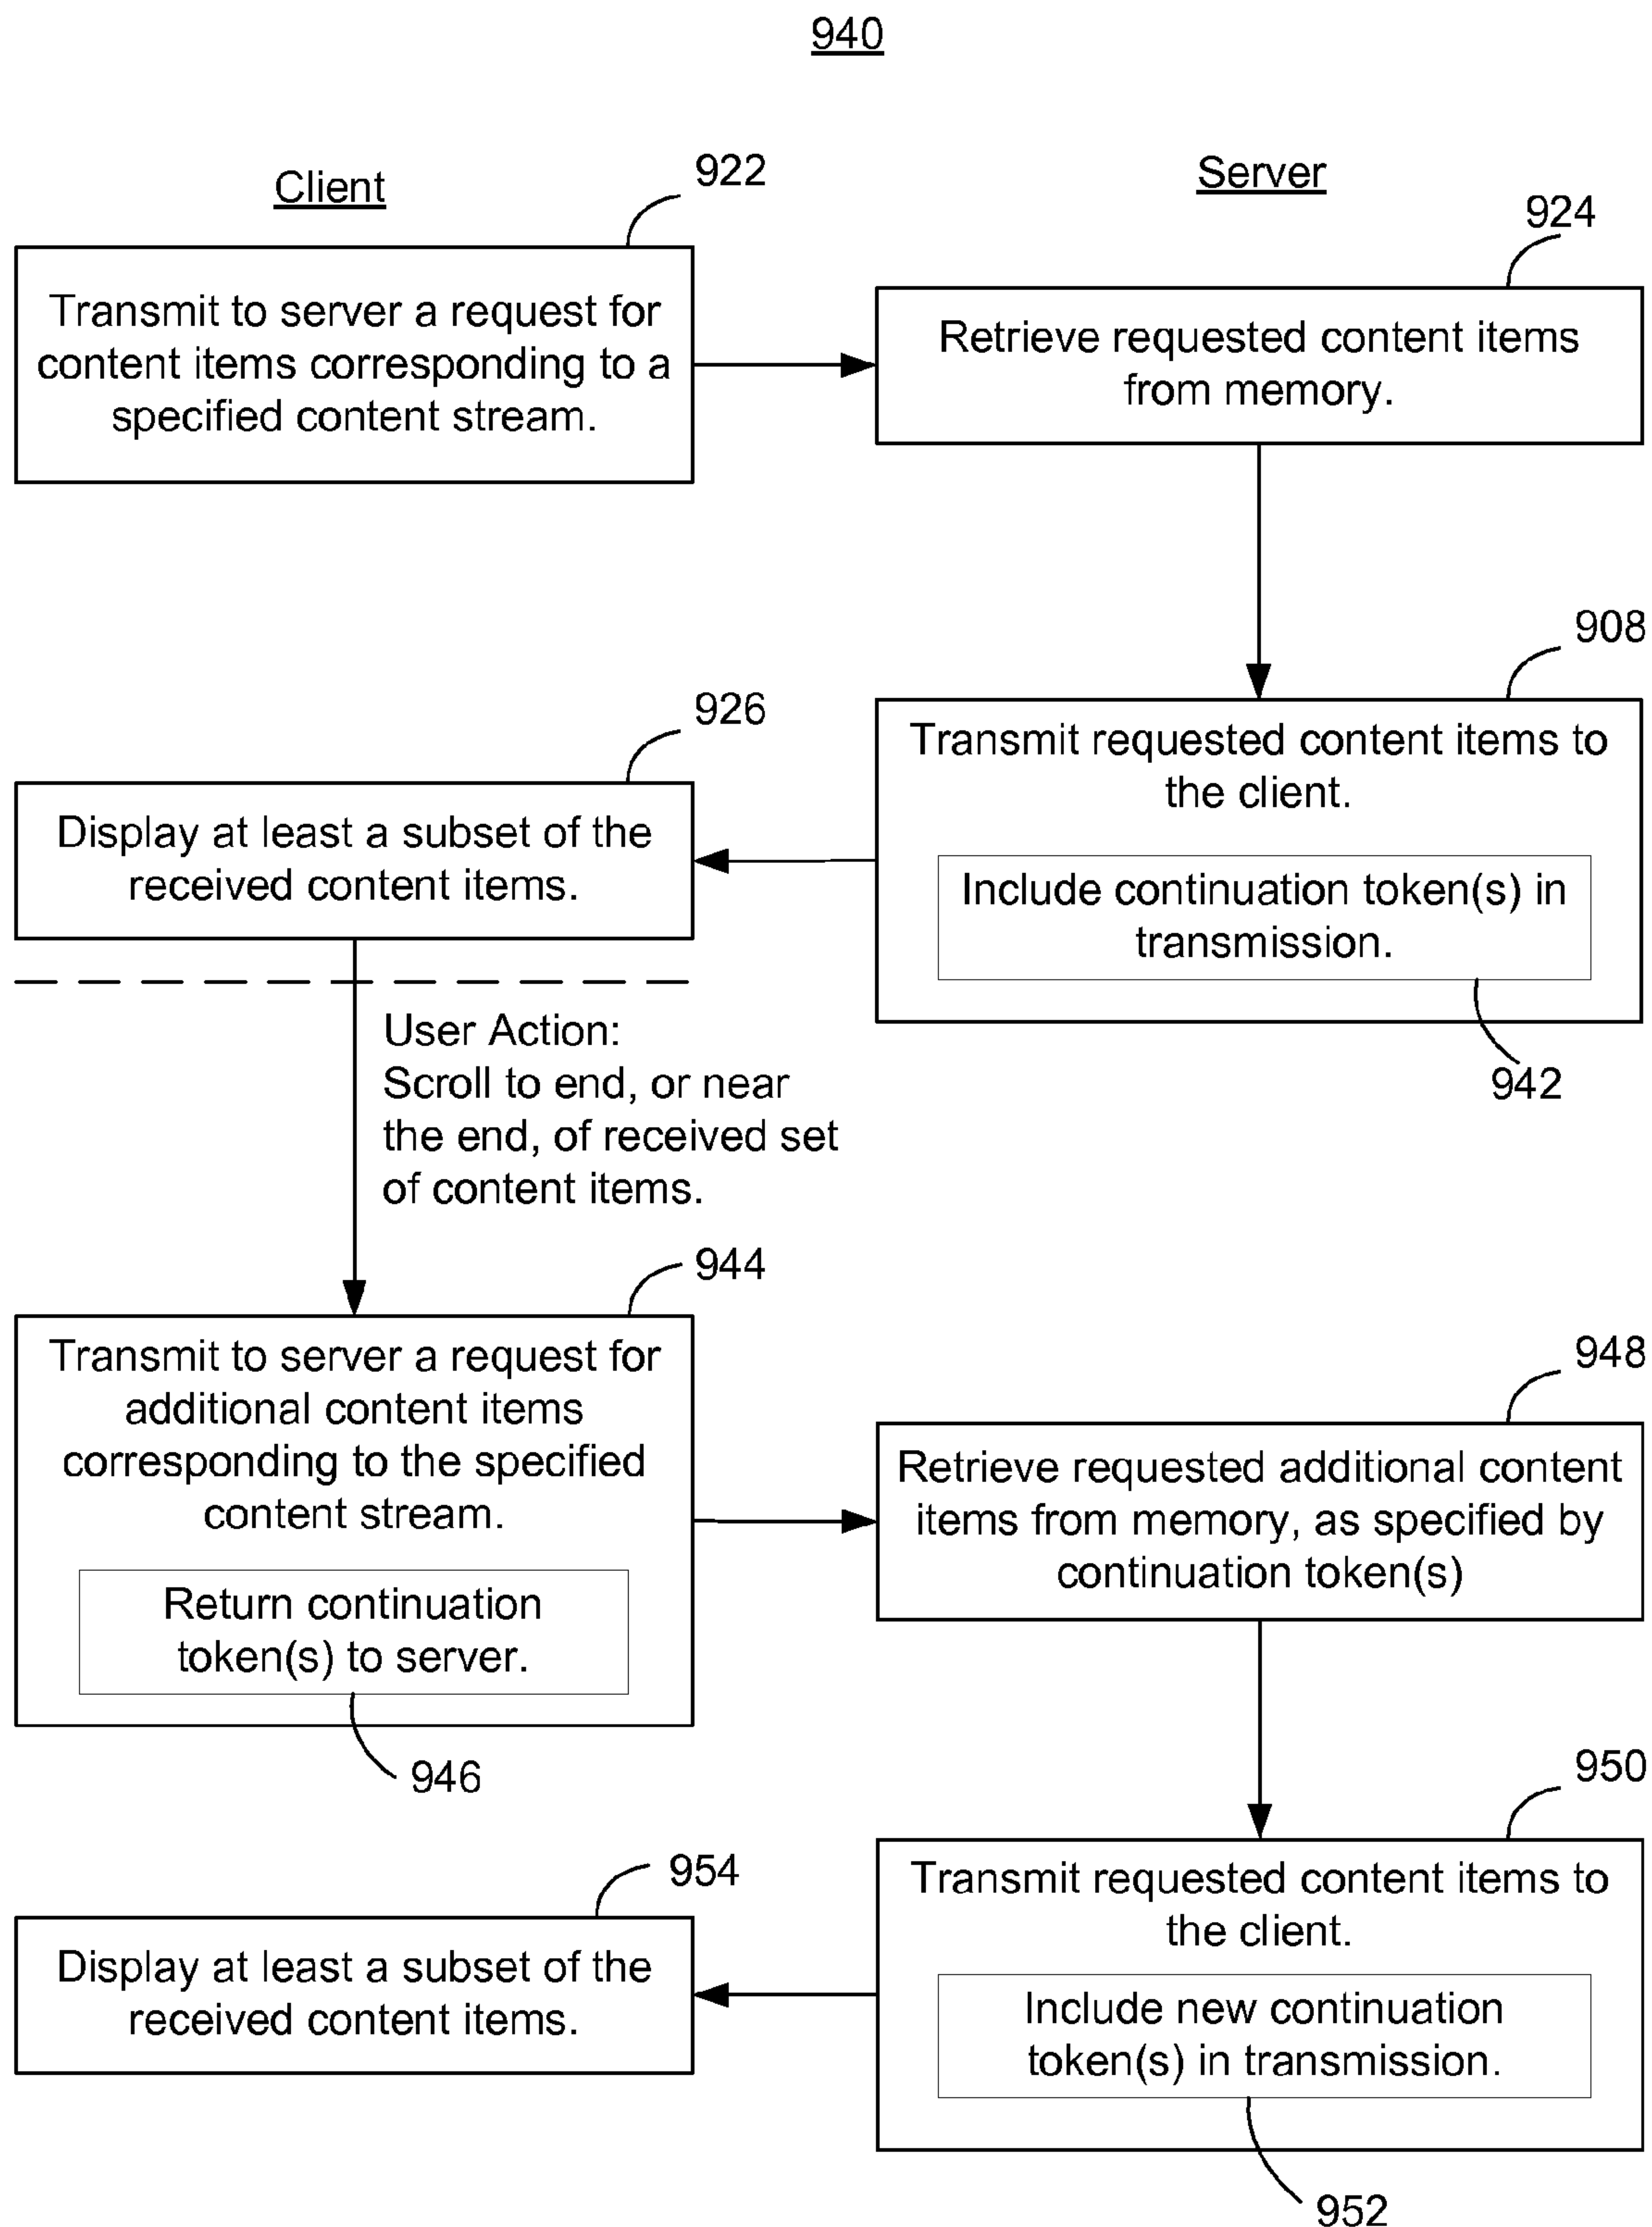 940
Client
922
Server
924
Transmit to server a request for
content items corresponding to a
specified content stream.
Retrieve requested content items
from memory.
908
926
Transmit requested content items to
the client.
Display at least a subset of the
received content items.
Include continuation token(s) in
transmission.
942
User Action:
Scroll to end, or near
the end, of received set
of content items.
944
Transmit to server a request for
additional content items
corresponding to the specified
content stream.
Return continuation
token(s) to server.
946
948
Retrieve requested additional content
items from memory, as specified by
continuation token(s)
950
Transmit requested content items to
the client.
954
Display at least a subset of the
received content items.
Include new continuation
token(s) in transmission.
952